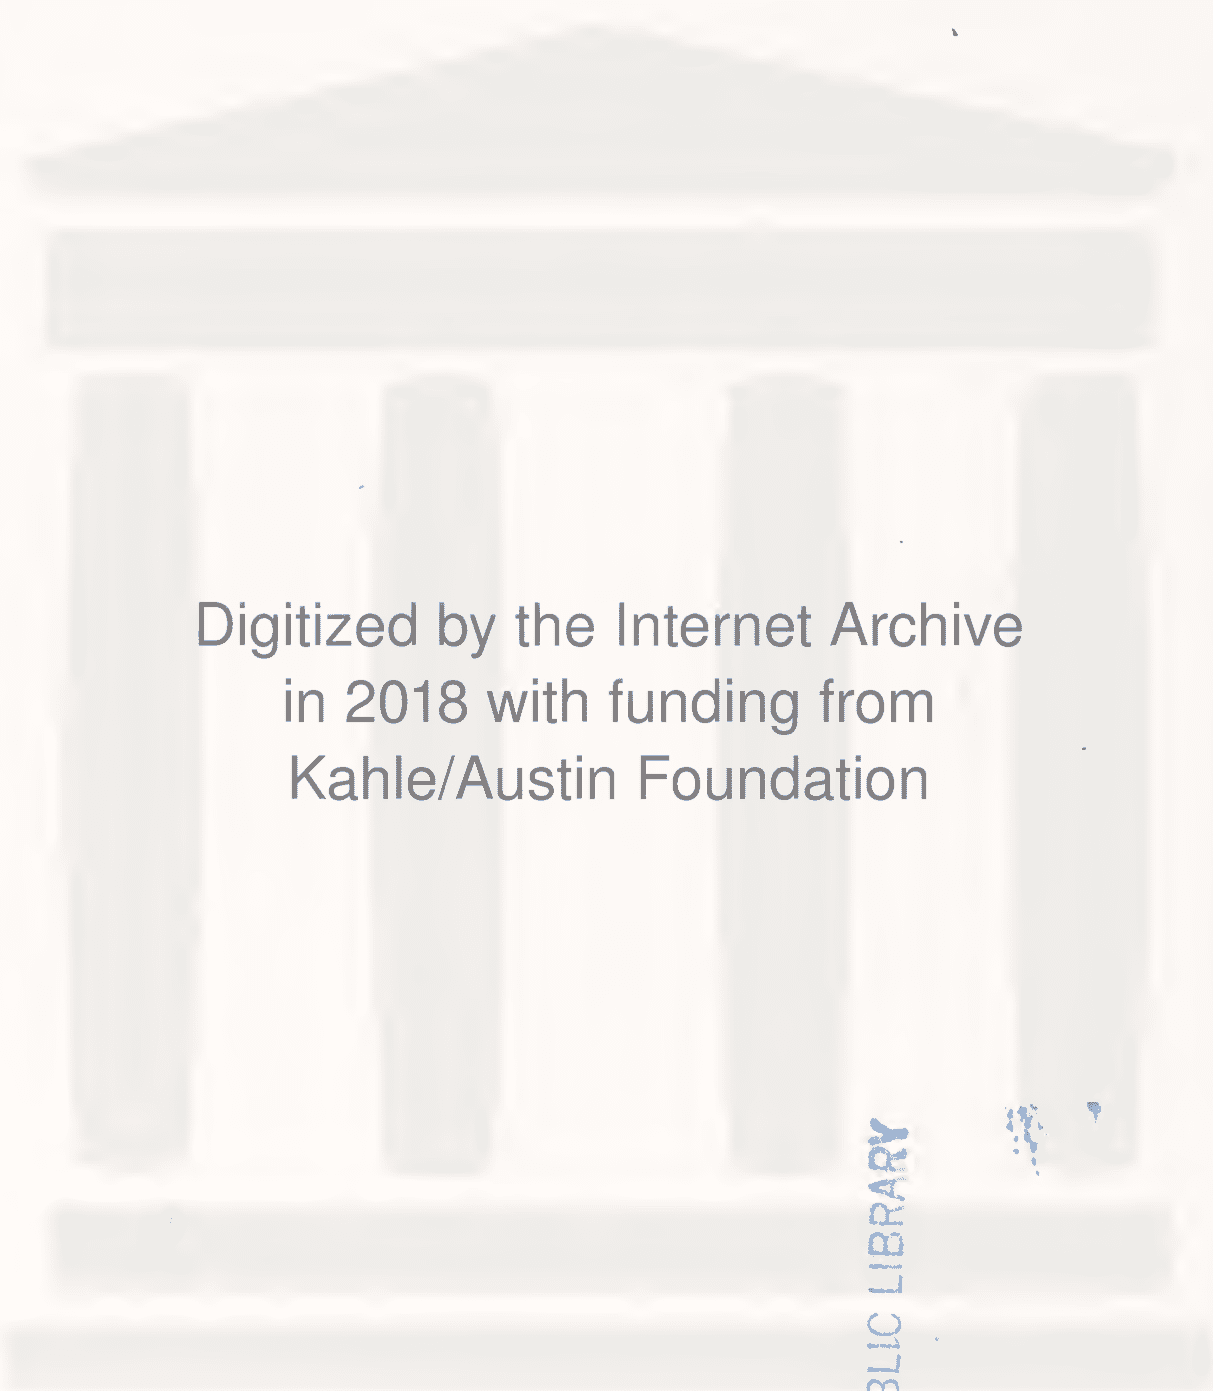 Digitized by the Internet Archive
in 2018 with funding from
Kahle/Austin Foundation
BLIC LIBRARY